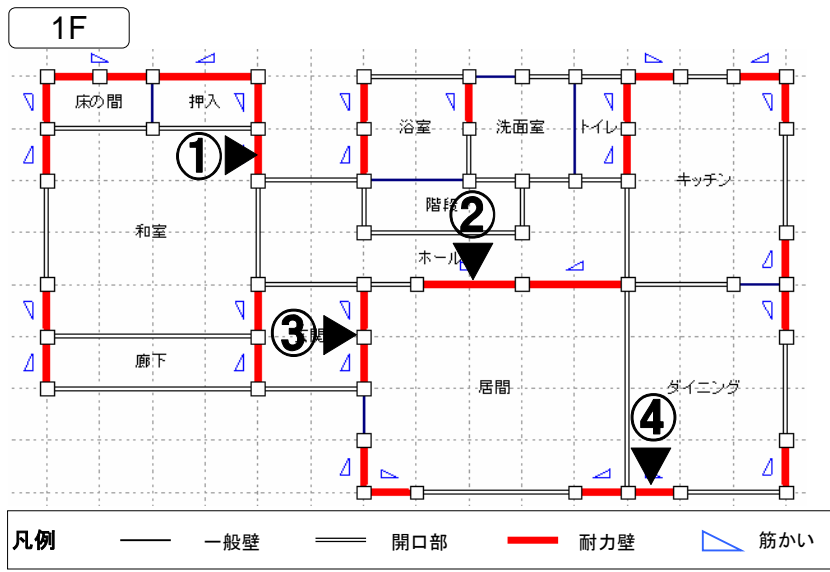 1F
床の間
押入
浴室
洗面室
トイレ
①
キッチン
階段
②
和室
ホール
③
玄関
廊下
居間
ダイニング
④
凡例
一般壁
開口部
耐力壁
筋かい